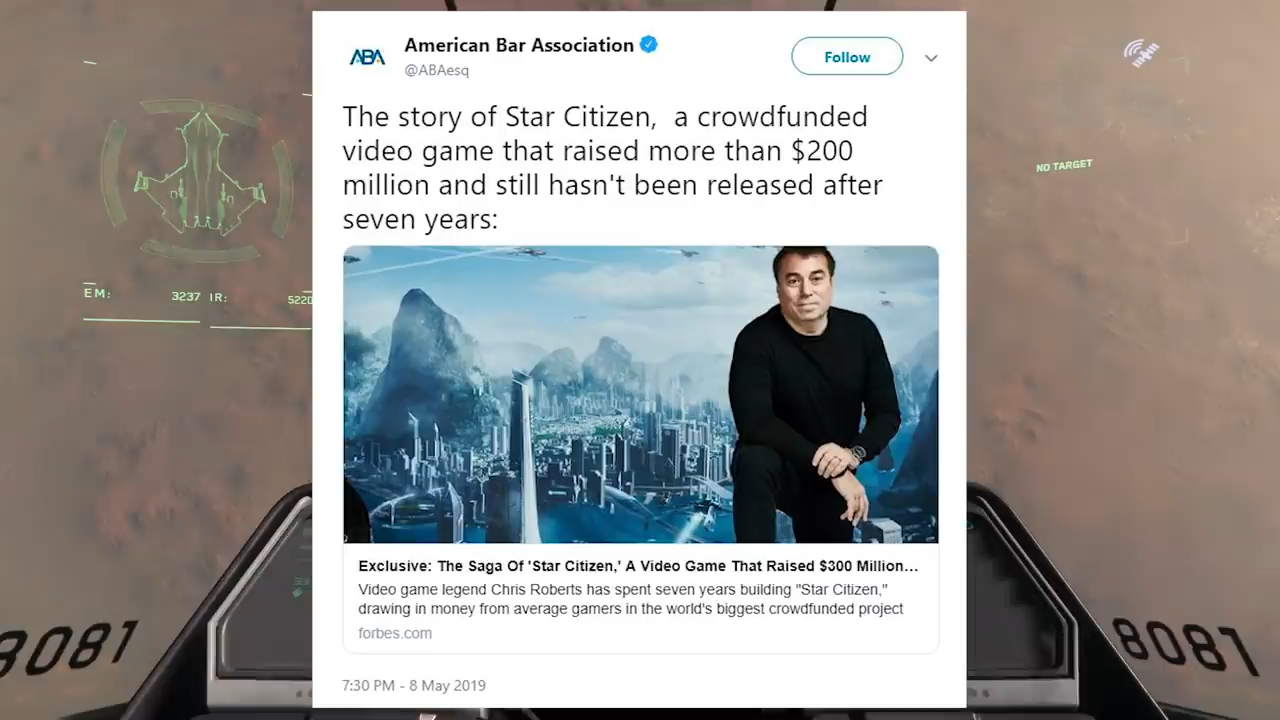 American Bar Association
ABA
@ABAesq
Follow
The story of Star Citizen, a crowdfunded
video game that raised more than $200
million and still hasn't been released after
seven years:
NO TARGET
EM: 3237 IR: 5220
Exclusive: The Saga Of 'Star Citizen,' A Video Game That Raised $300 Million...
Video game legend Chris Roberts has spent seven years building "Star Citizen,"
drawing in money from average gamers in the world's biggest crowdfunded project
forbes.com
8081
8081
7:30 PM - 8 May 2019